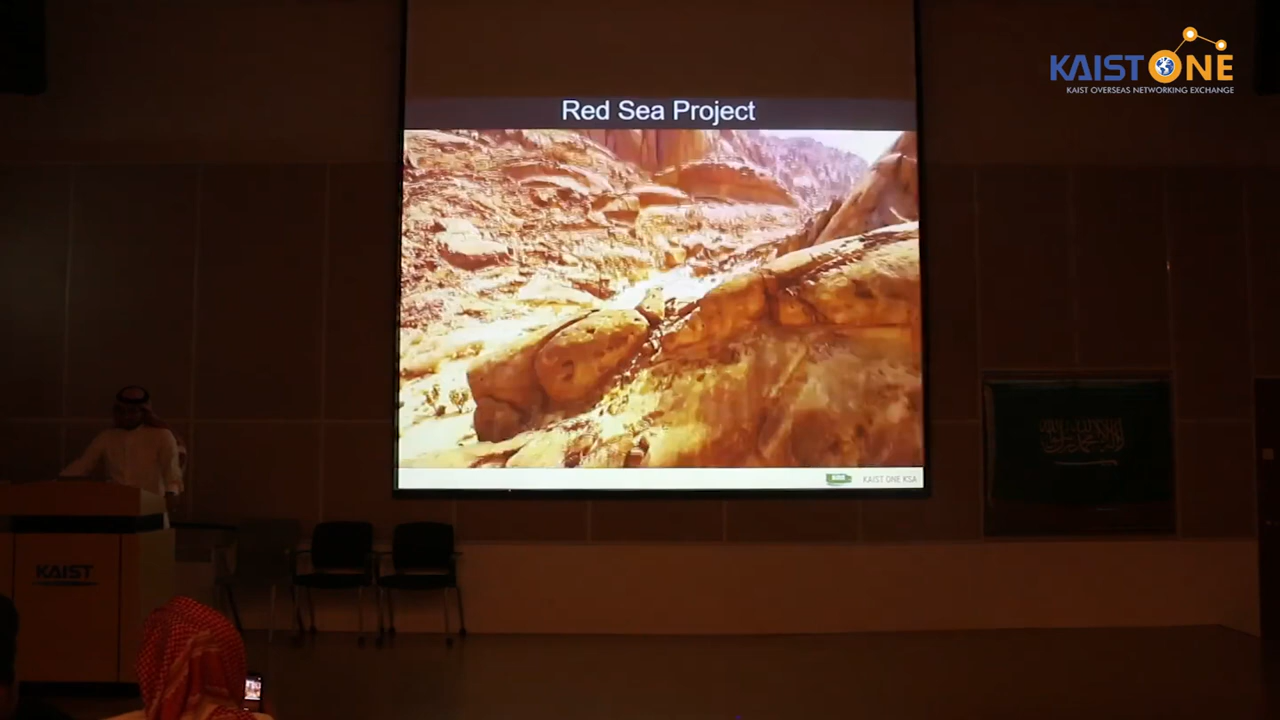 KAIST ONE
KAIST OVERSEAS NETWORKING EXCHANGE
Red Sea Project
KAIST ONE KSA
KAIST